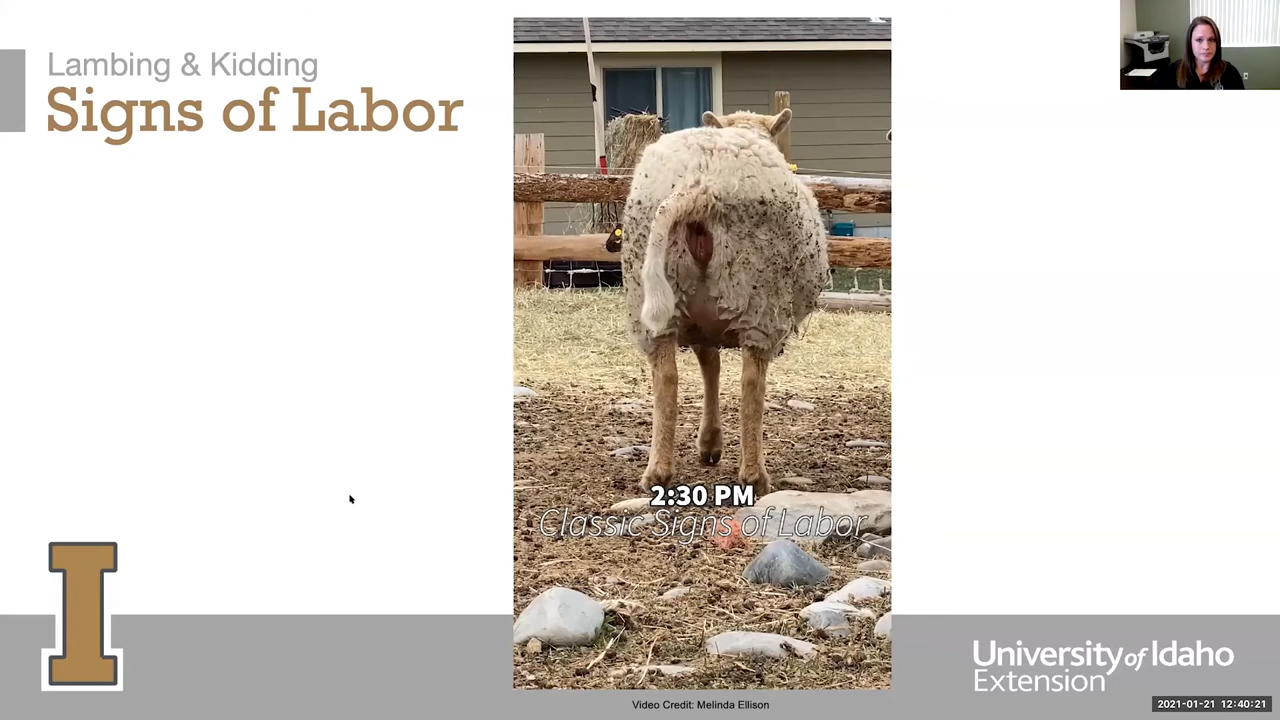 Lambing & Kidding
Signs of Labor
2:30 PM
Classic Signs of Labor
I
University of Idaho
Extension
Video Credit: Melinda Ellison
2021-01-21 12:40:21